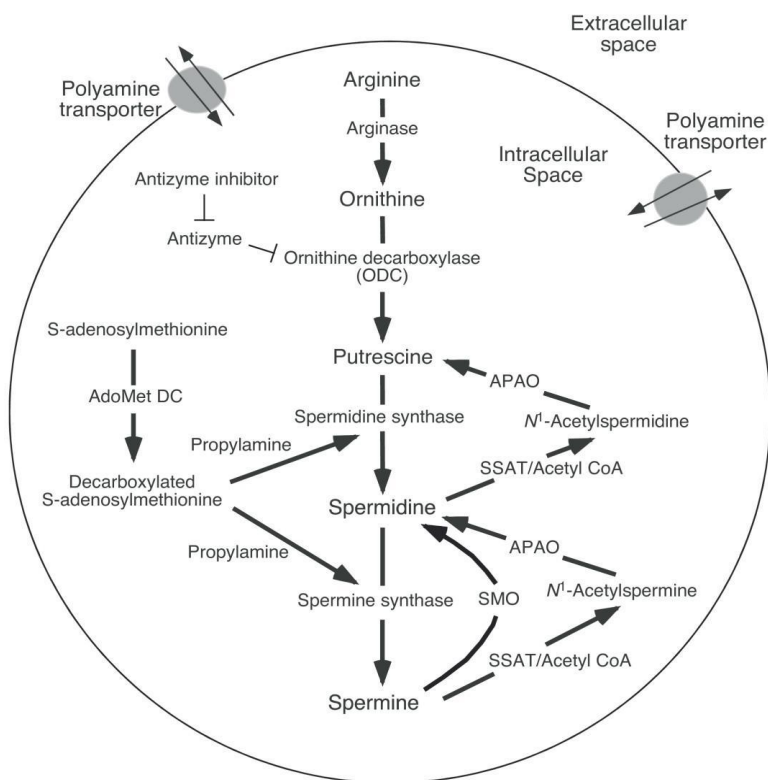 Extracellular
space
Polyamine
transporter
Arginine
Arginase
Polyamine
transporter
Intracellular
Space
Antizyme inhibitor
Ornithine
Antizyme
Ornithine decarboxylase
(ODC)
S-adenosylmethionine
Putrescine
APAO
AdoMet DC
Spermidine synthase
N¹-Acetylspermidine
Propylamine
SSAT/Acetyl CoA
Decarboxylated
S-adenosylmethionine
Spermidine
Propylamine
APAO
N¹-Acetylspermine
Spermine synthase
SMO
SSAT/Acetyl CoA
Spermine